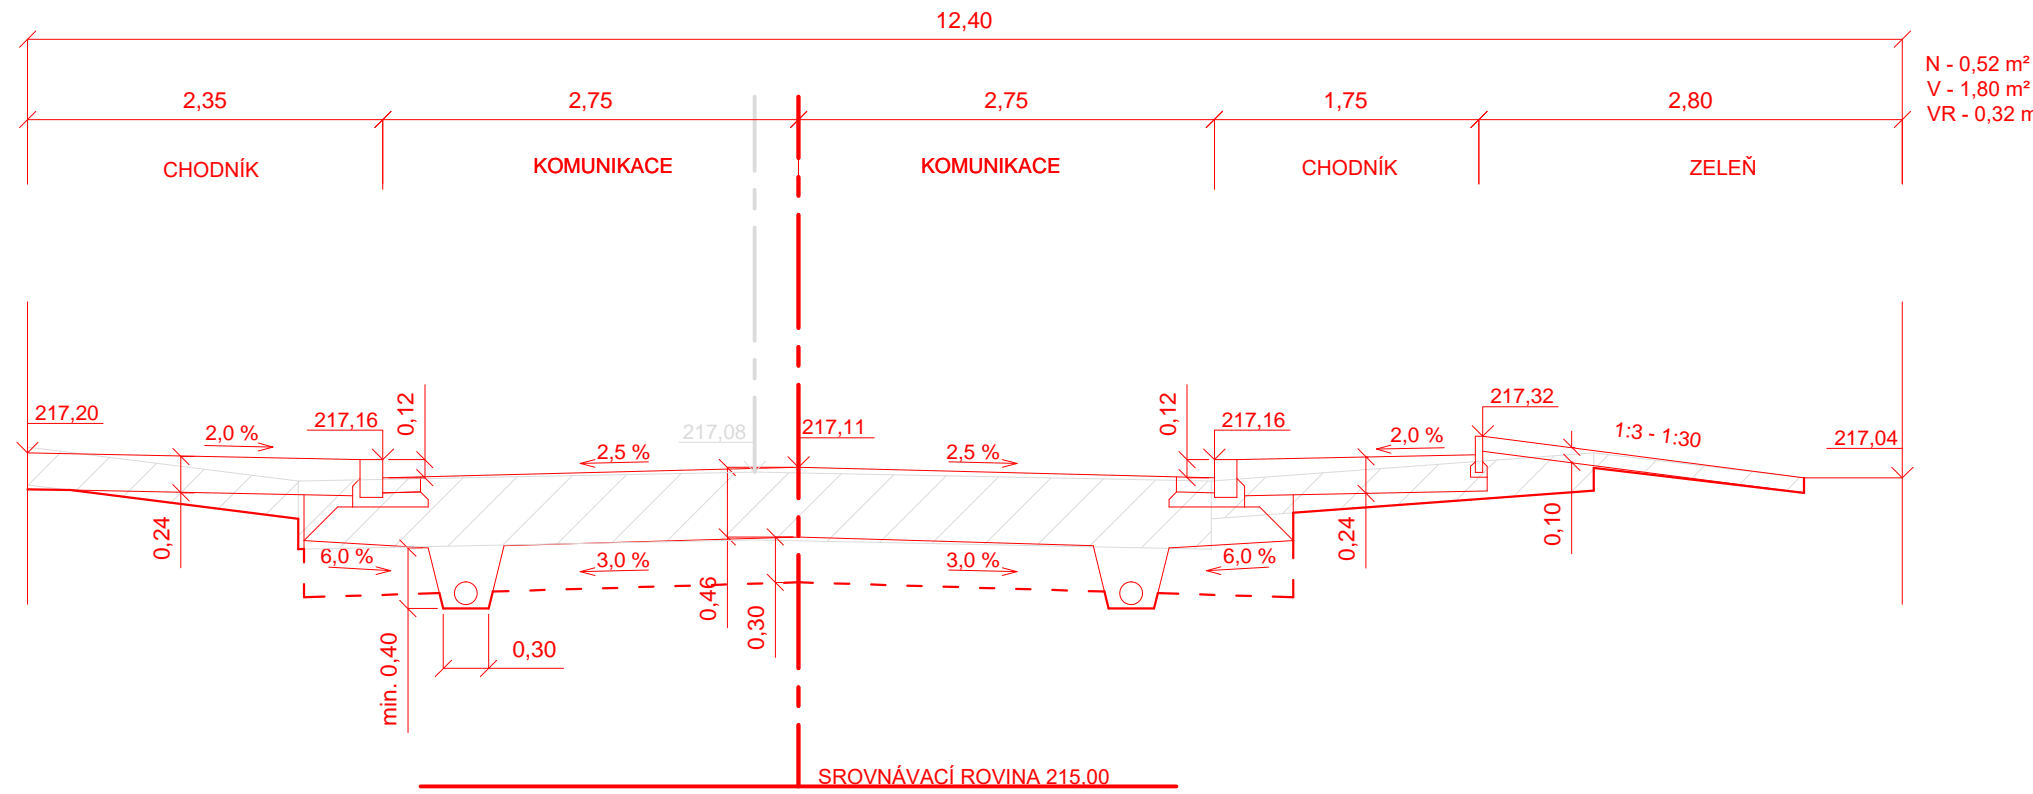 12,40
N - 0,52 m²
V - 1,80 m²
VR - 0,32 m
2,35
2,75
2,75
1,75
2,80
CHODNÍK
KOMUNIKACE
KOMUNIKACE
CHODNÍK
ZELEŇ
217,20
2,0 %
217,16
0,12
217,08
217,11
2,5 %
2,5 %
0,12
217,16
2,0 %
217,32
1:3 - 1:30
217,04
0,24
6,0 %
3,0 %
0,46
0,30
3,0 %
6,0 %
0,24
0,10
min. 0,40
0,30
SROVNÁVACÍ ROVINA 215,00